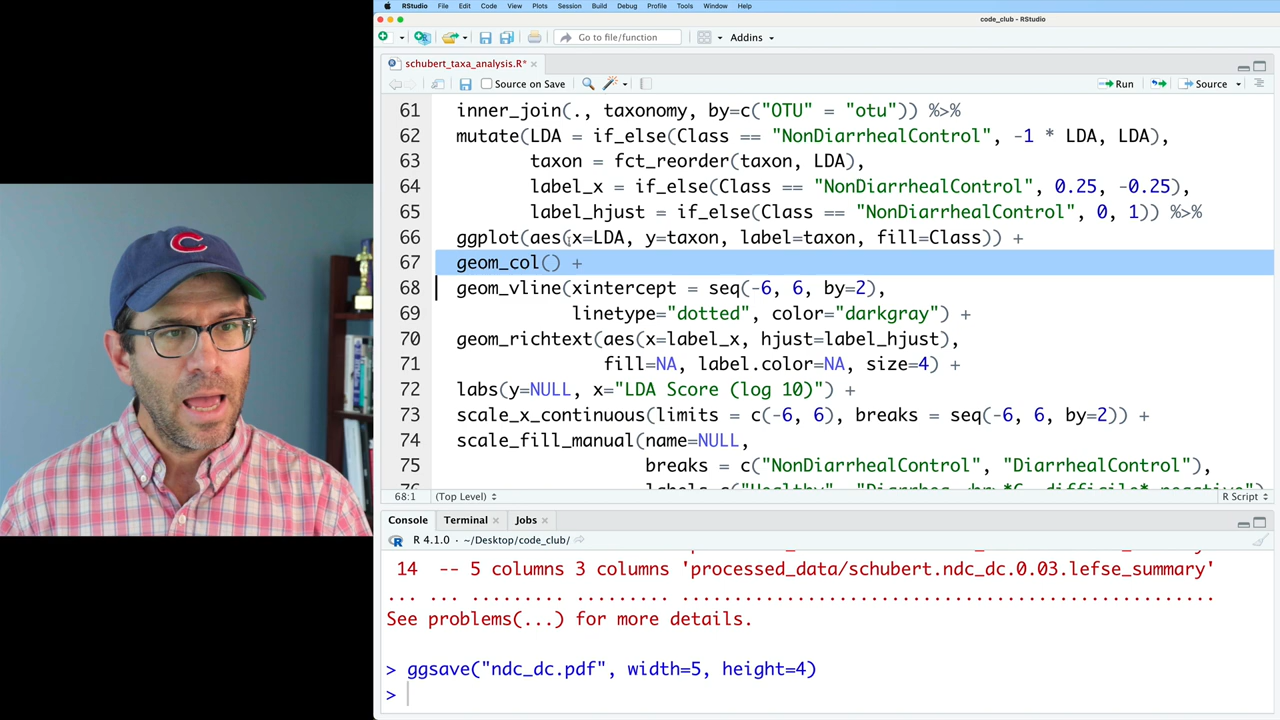 RStudio File Edit Code View Plots Session Build Debug Profile Tools Window Help
code_club - RStudio
Go to file/function Addins
schubert_taxa_analysis.R*
Source on Save Run Source
61 inner_join(., taxonomy, by=c("OTU" = "otu")) %>%
62 mutate(LDA = if_else(Class == "NonDiarrhealControl", -1 * LDA, LDA),
63 taxon = fct_reorder(taxon, LDA),
64 label_x = if_else(Class == "NonDiarrhealControl", 0.25, -0.25),
65 label_hjust = if_else(Class == "NonDiarrhealControl", 0, 1)) %>%
66 ggplot(aes(x=LDA, y=taxon, label=taxon, fill=Class)) +
67 geom_col() +
68 geom_vline(xintercept = seq(-6, 6, by=2),
69 linetype="dotted", color="darkgray") +
70 geom_richtext(aes(x=label_x, hjust=label_hjust),
71 fill=NA, label.color=NA, size=4) +
72 labs(y=NULL, x="LDA Score (log 10)") +
73 scale_x_continuous(limits = c(-6, 6), breaks = seq(-6, 6, by=2)) +
74 scale_fill_manual(name=NULL,
75 breaks = c("NonDiarrhealControl", "DiarrhealControl"),
68:1 (Top Level) R Script
Console Terminal Jobs
R 4.1.0 · ~/Desktop/code_club/
14 -- 5 columns 3 columns 'processed_data/schubert.ndc_dc.0.03.lefse_summary'
... ... ......... ......... ...................................................
See problems(...) for more details.
> ggsave("ndc_dc.pdf", width=5, height=4)
>
C